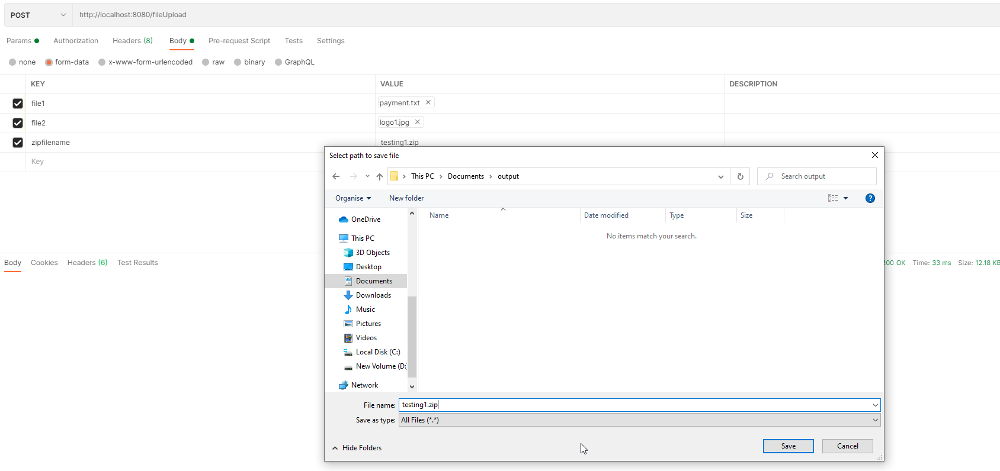 POST http://localhost:8080/fileUpload
Params Authorization Headers (8) Body Pre-request Script Tests Settings
none form-data x-www-form-urlencoded raw binary GraphQL
KEY VALUE DESCRIPTION
file1 payment.txt
file2 logo1.jpg
zipfilename testing1.zip
Key
Select path to save file
This PC Documents output Search output
Organise New folder
Name Date modified Type Size
No items match your search.
OneDrive
This PC
3D Objects
Desktop
Documents
Downloads
Music
Pictures
Videos
Local Disk (C:)
New Volume (D:
Network
File name: testing1.zip
Save as type: All Files (*.*)
Hide Folders Save Cancel
Body Cookies Headers (6) Test Results 200 OK Time: 33 ms Size: 12.18 KB